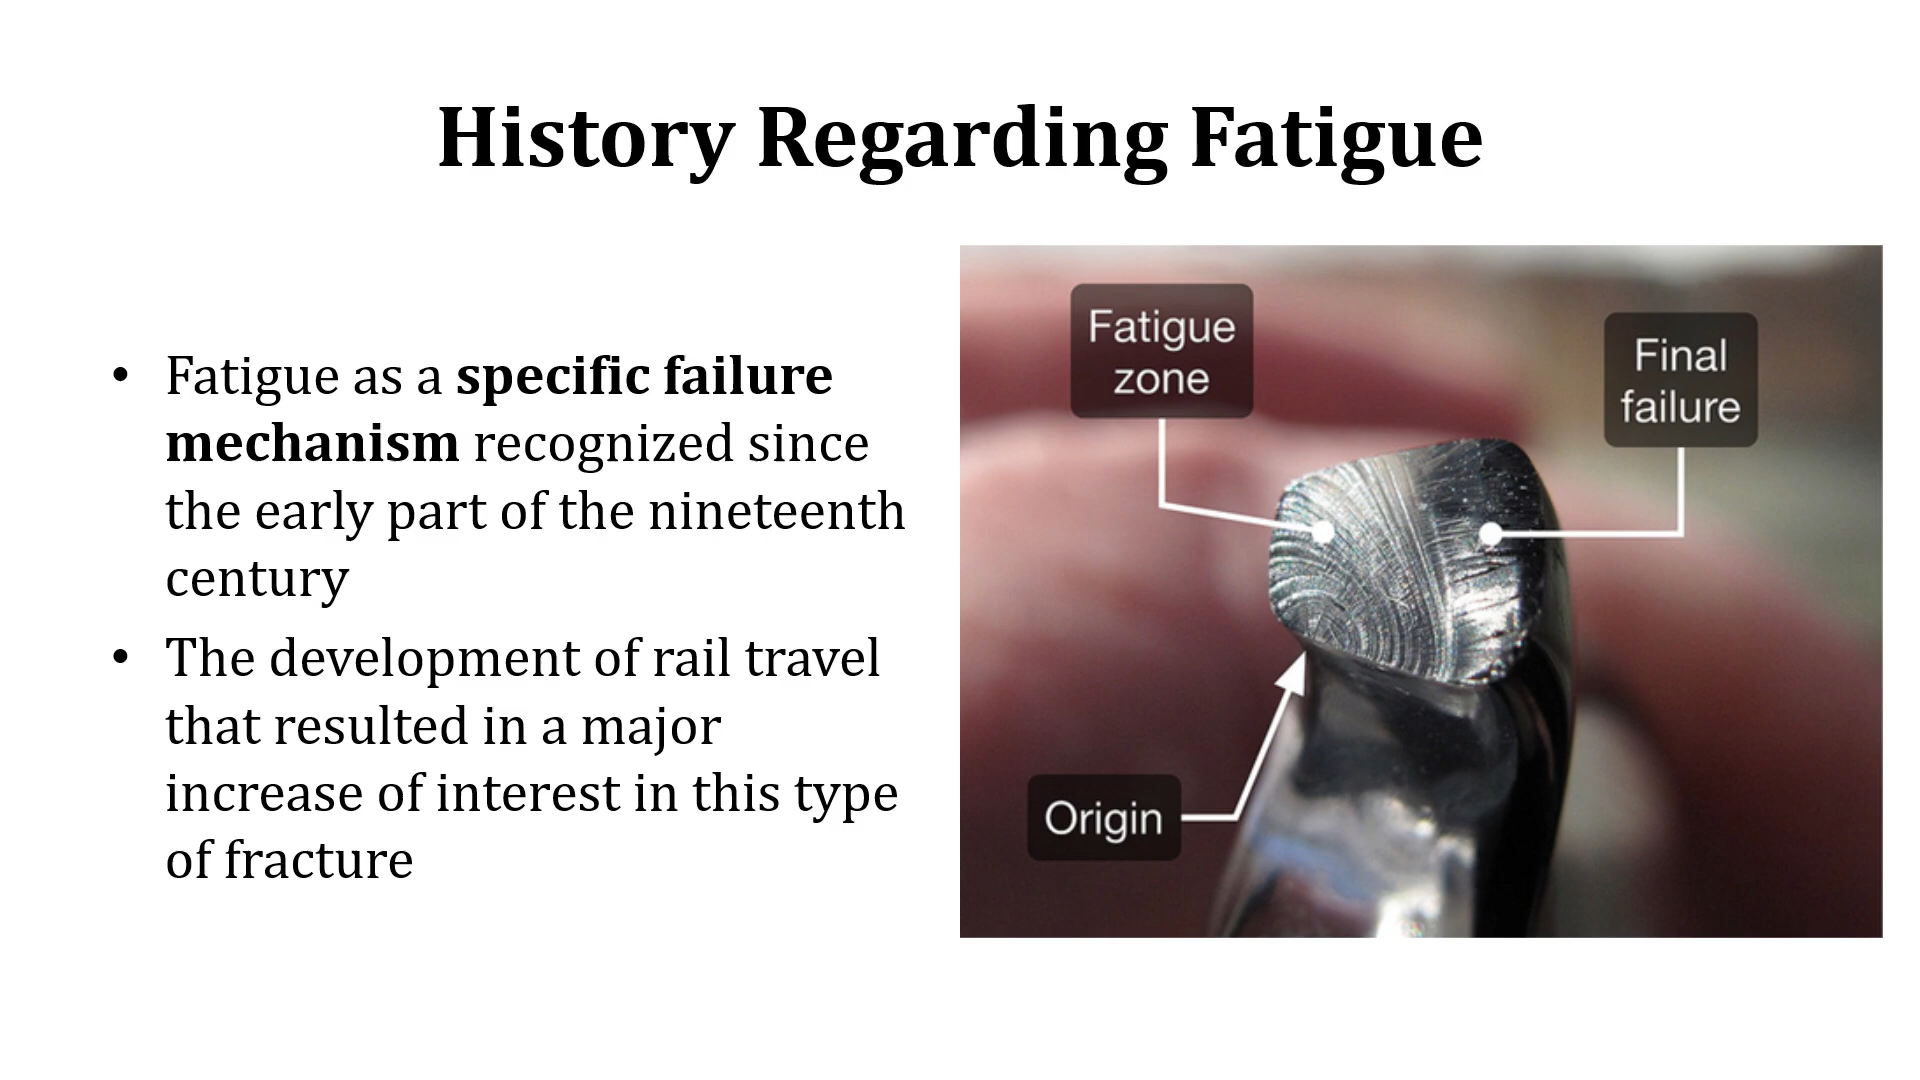 History Regarding Fatigue
• Fatigue as a specific failure
mechanism recognized since
the early part of the nineteenth
century
• The development of rail travel
that resulted in a major
increase of interest in this type
of fracture
Fatigue
zone
Final
failure
Origin